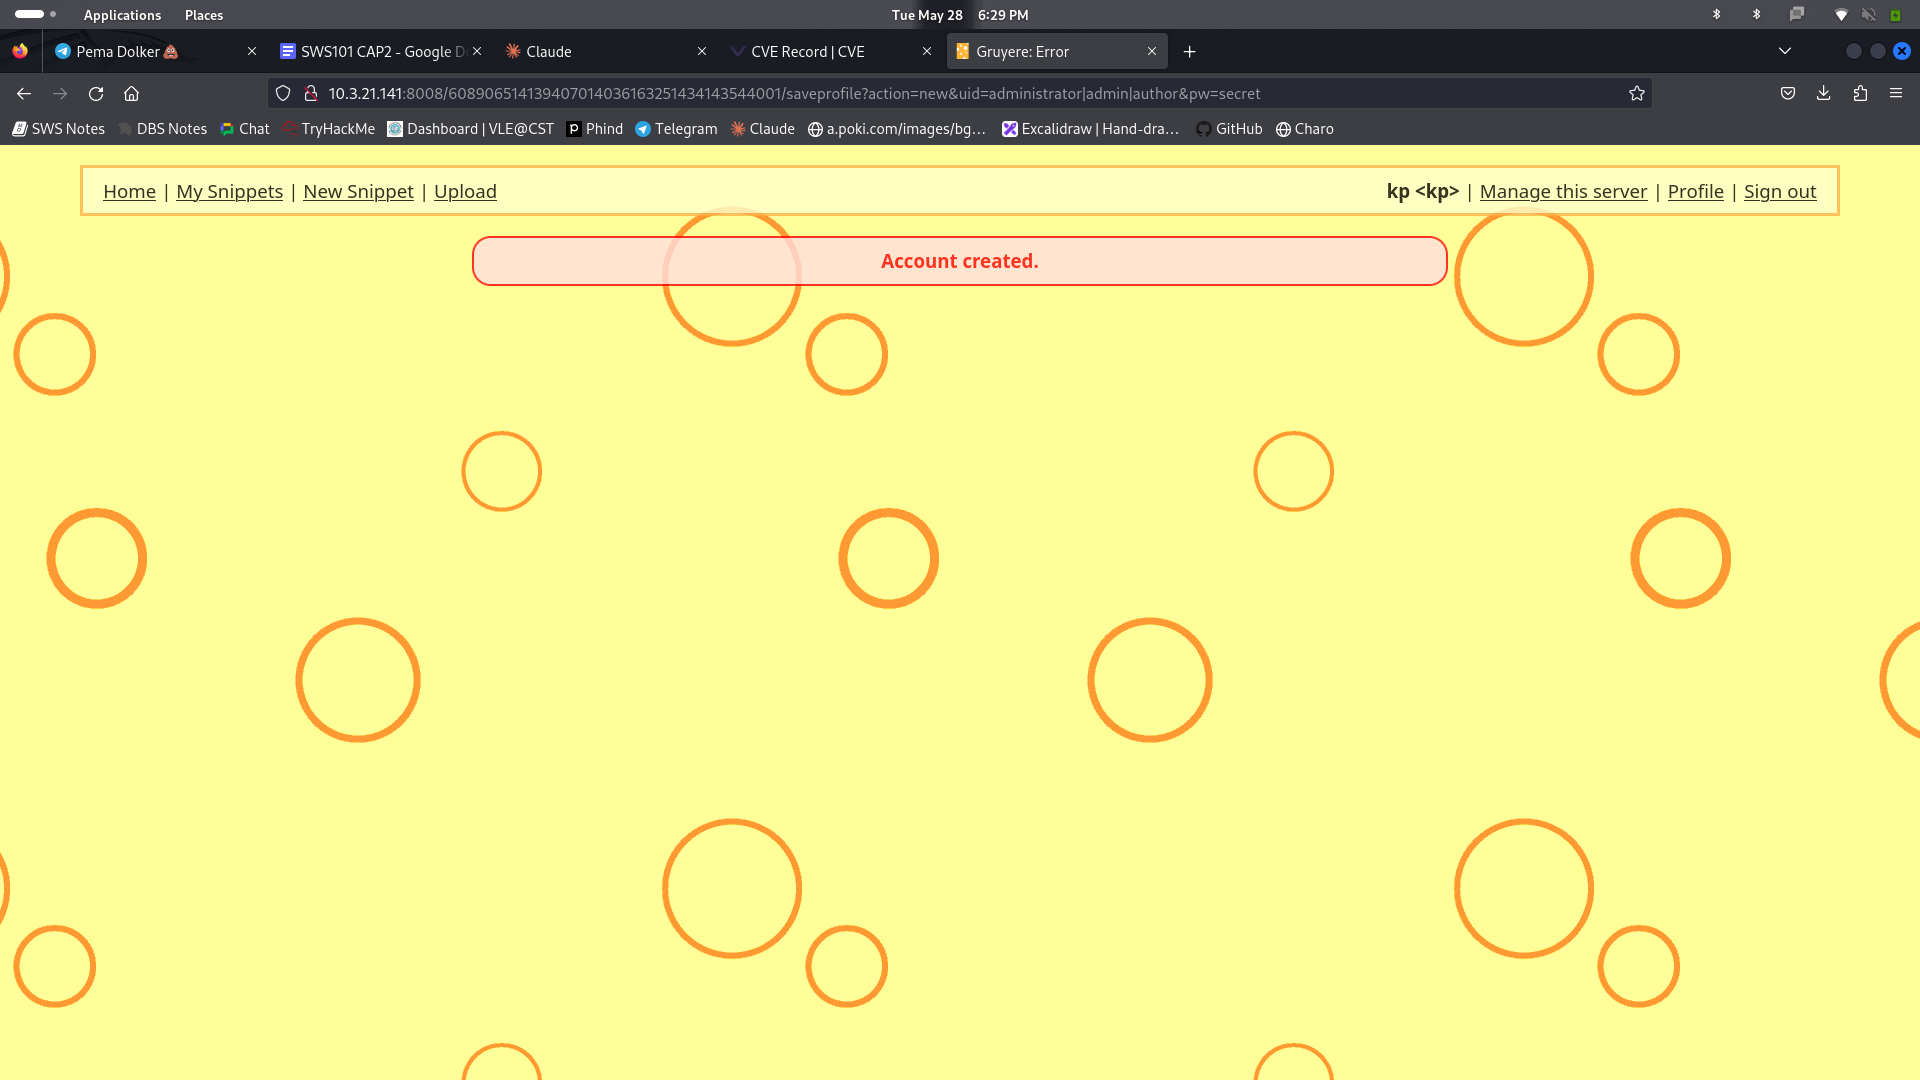 Applications Places Tue May 28 6:29 PM
Pema Dolker SWS101 CAP2 - Google D Claude CVE Record | CVE Gruyere: Error
10.3.21.141:8008/608906514139407014036163251434143544001/saveprofile?action=new&uid=administrator|admin|author&pw=secret
SWS Notes DBS Notes Chat TryHackMe Dashboard | VLE@CST Phind Telegram Claude a.poki.com/images/bg... Excalidraw | Hand-dra... GitHub Charo
Home | My Snippets | New Snippet | Upload kp <kp> | Manage this server | Profile | Sign out
Account created.